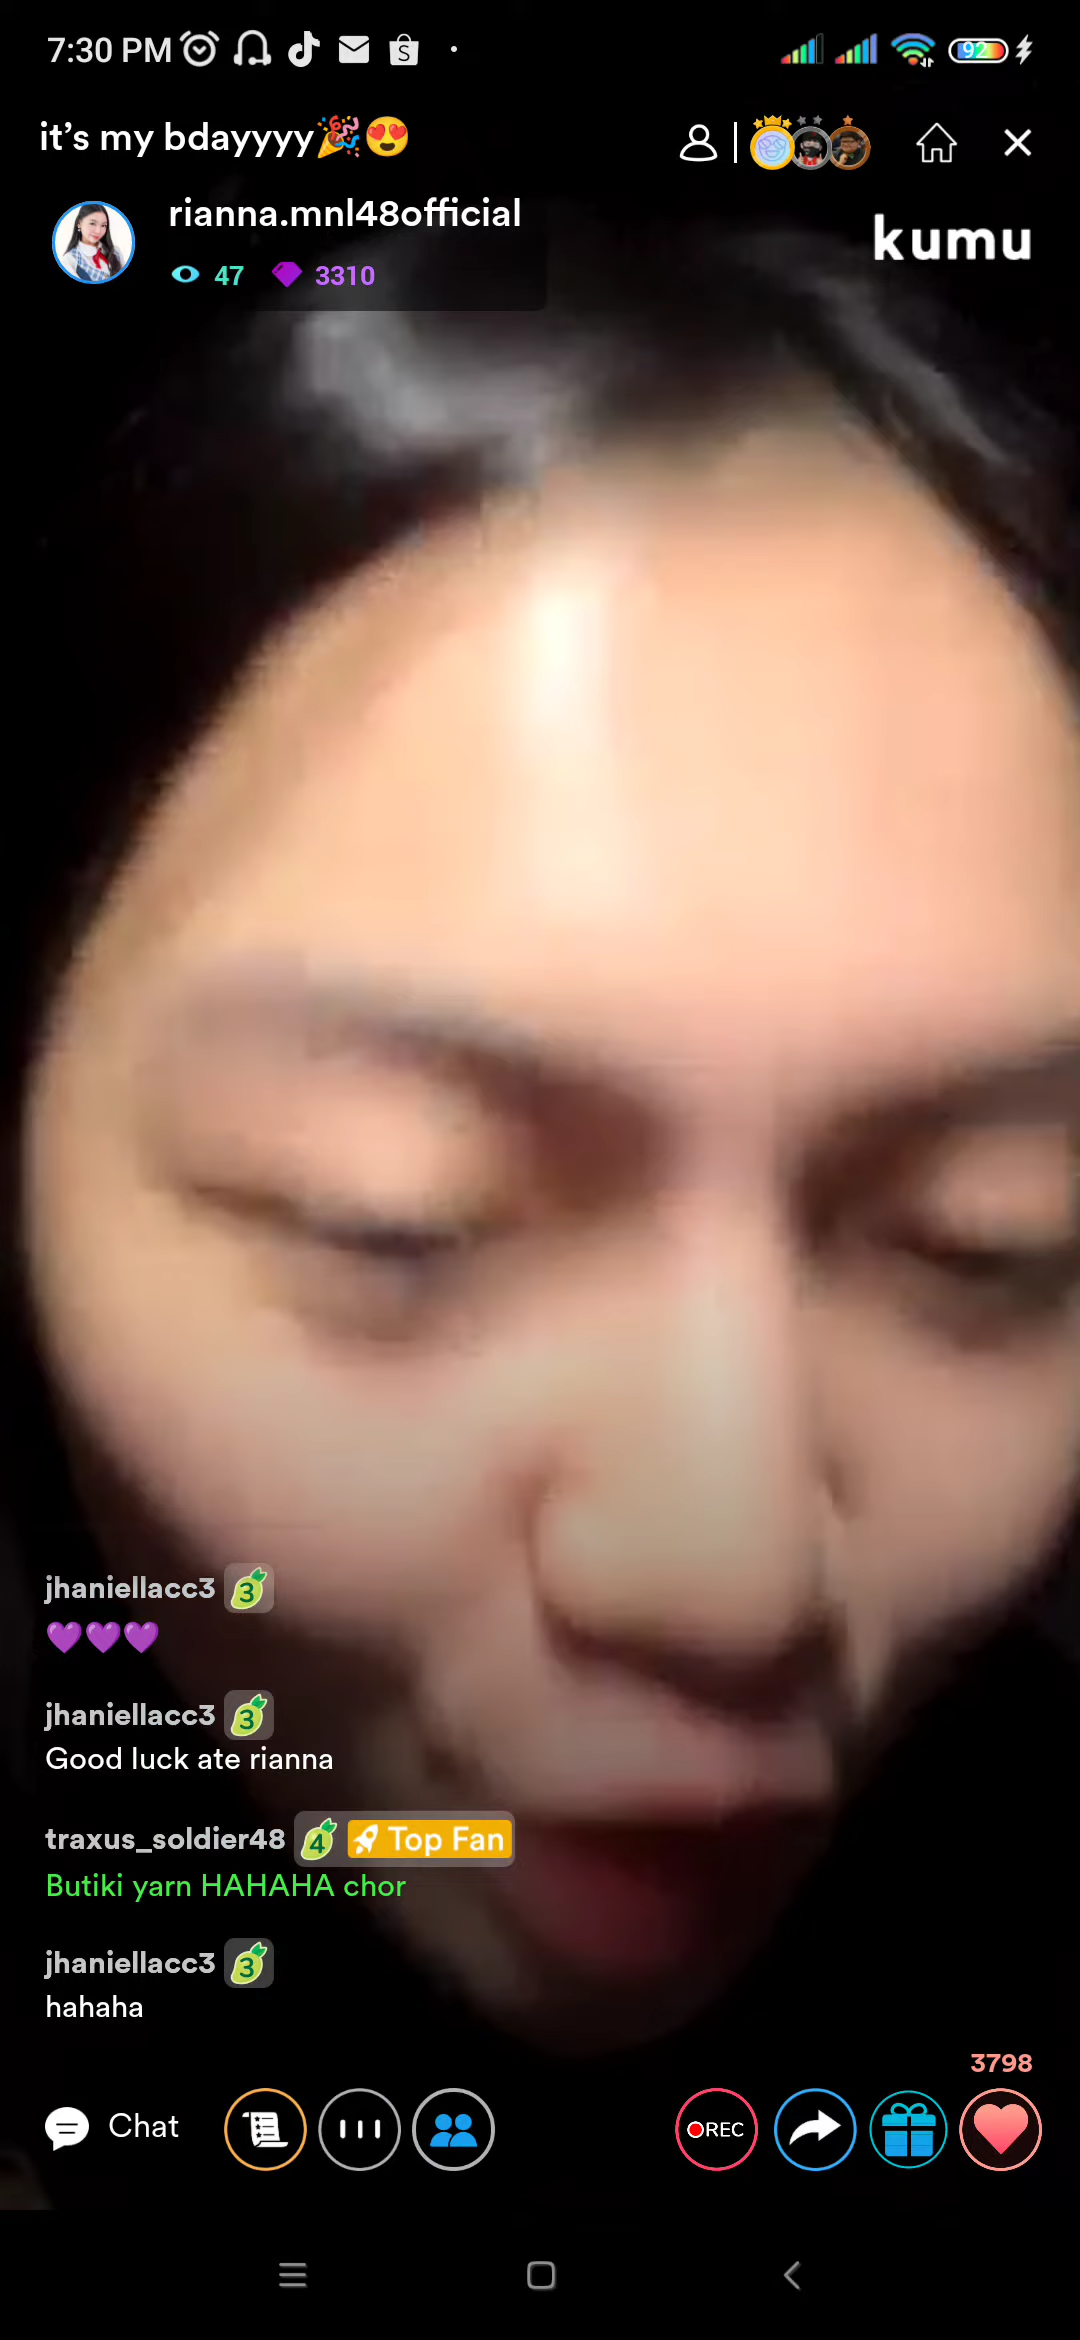 7:30 PM
92
it’s my bdayyyy🎉😍
rianna.mnl48official
47 3310
kumu
jhaniellacc3 3
💜💜💜
jhaniellacc3 3
Good luck ate rianna
traxus_soldier48 4 Top Fan
Butiki yarn HAHAHA chor
jhaniellacc3 3
hahaha
3798
Chat
REC